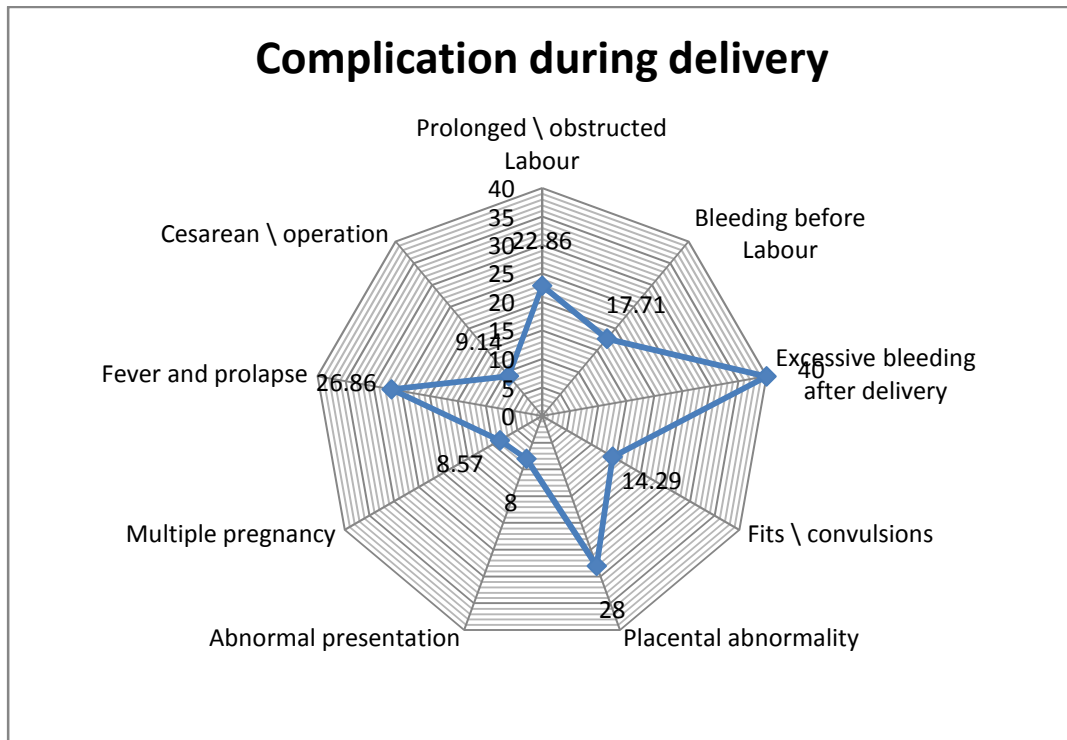 Complication during delivery
Prolonged \ obstructed
Labour
40
35
30
25
20
15
10
5
0
22.86
Bleeding before
Labour
17.71
Excessive bleeding
after delivery
40
Fits \ convulsions
14.29
Placental abnormality
28
Abnormal presentation
8
Multiple pregnancy
8.57
Fever and prolapse
26.86
Cesarean \ operation
9.14